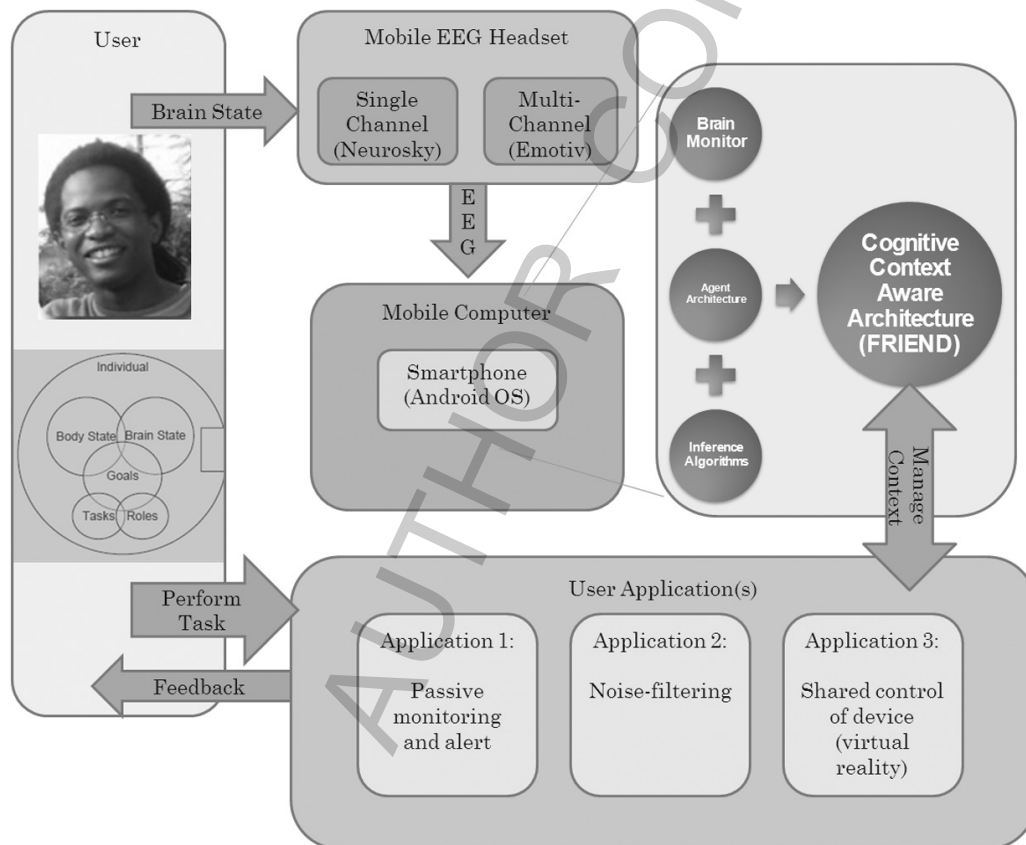 User
Brain State
Individual
Body State
Brain State
Goals
Tasks
Roles
Perform
Task
Feedback
Mobile EEG Headset
Single
Channel
(Neurosky)
Multi-
Channel
(Emotiv)
E
E
G
Mobile Computer
Smartphone
(Android OS)
Brain
Monitor
Agent
Architecture
Inference
Algorithms
Cognitive
Context
Aware
Architecture
(FRIEND)
Manage
Context
User Application(s)
Application 1:
Passive
monitoring
and alert
Application 2:
Noise-filtering
Application 3:
Shared control
of device
(virtual
reality)
AUTHOR CO